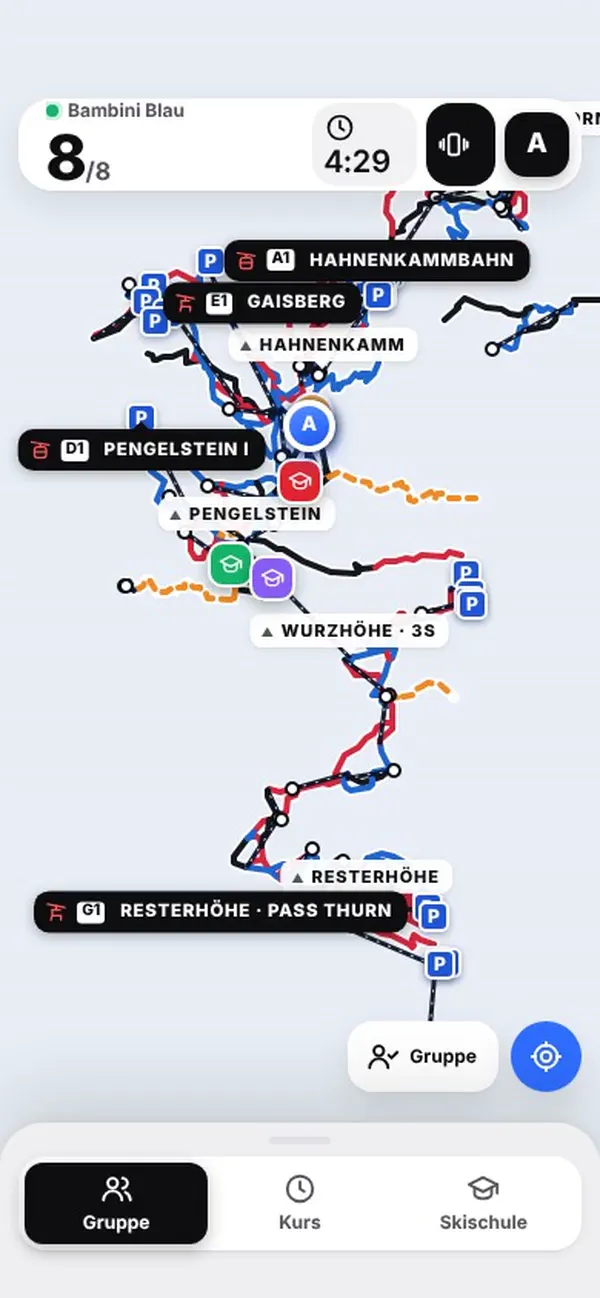 Bambini Blau
8/8
4:29
A
A1 HAHNENKAMMBAHN
P
P
P
P
E1 GAISBERG
P
HAHNENKAMM
P
A
D1 PENGELSTEIN I
PENGELSTEIN
P
P
WURZHÖHE · 3S
RESTERHÖHE
G1 RESTERHÖHE · PASS THURN
P
P
Gruppe
Gruppe
Kurs
Skischule